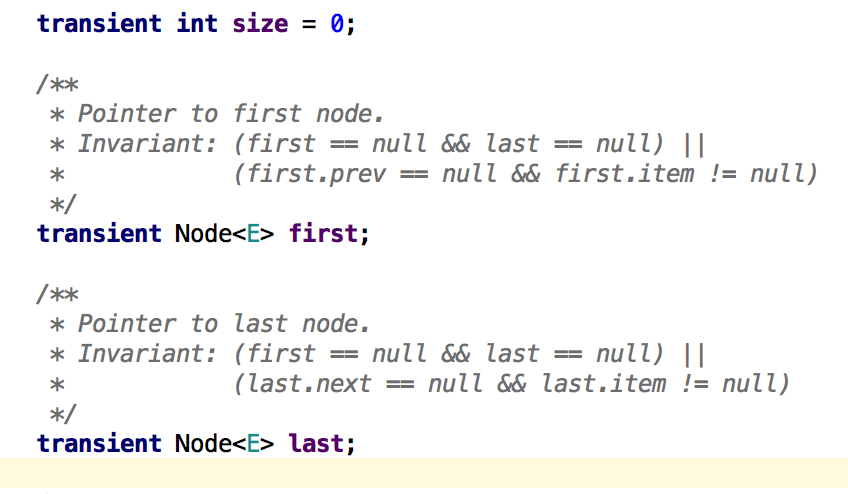 transient int size = 0;
/**
 * Pointer to first node.
 * Invariant: (first == null && last == null) ||
 *            (first.prev == null && first.item != null)
 */
transient Node<E> first;
/**
 * Pointer to last node.
 * Invariant: (first == null && last == null) ||
 *            (last.next == null && last.item != null)
 */
transient Node<E> last;